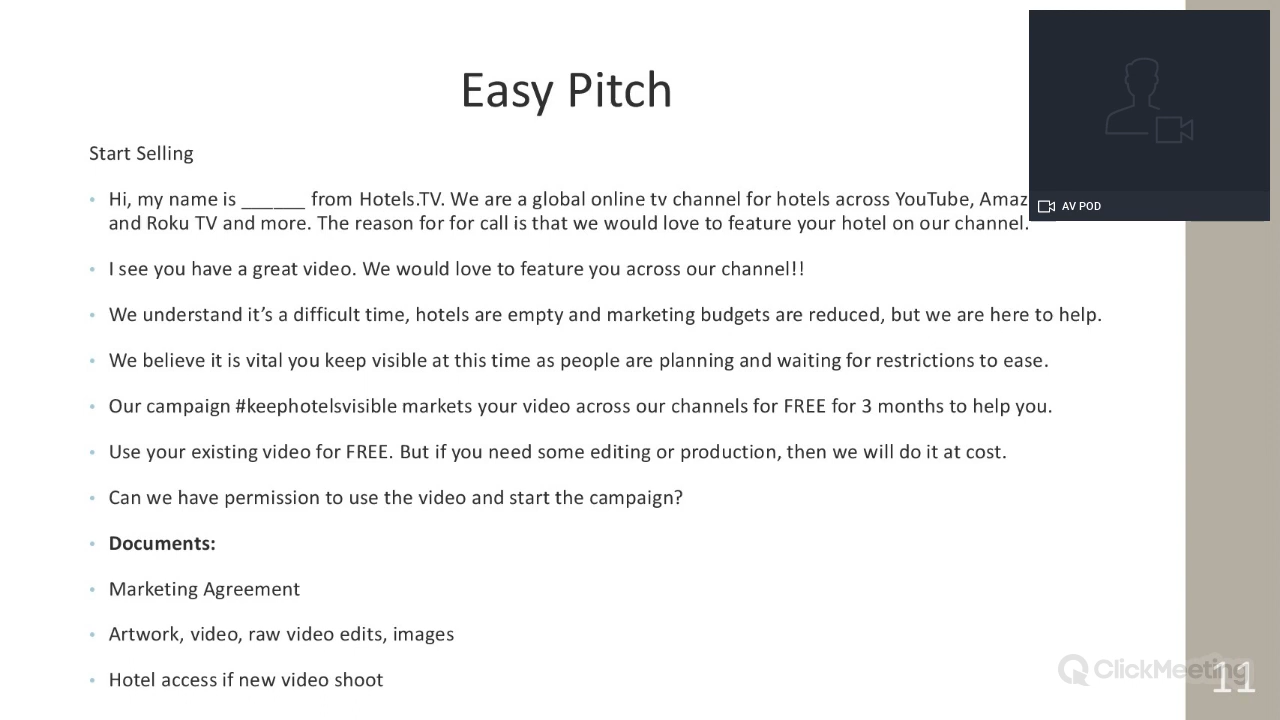 Easy Pitch
Start Selling
• Hi, my name is ______ from Hotels.TV. We are a global online tv channel for hotels across YouTube,
and Roku TV and more. The reason for for call is that we would love to feature your hotel on our channel.
• I see you have a great video. We would love to feature you across our channel!!
• We understand it’s a difficult time, hotels are empty and marketing budgets are reduced, but we are here to help.
• We believe it is vital you keep visible at this time as people are planning and waiting for restrictions to ease.
• Our campaign #keephotelsvisible markets your video across our channels for FREE for 3 months to help you.
• Use your existing video for FREE. But if you need some editing or production, then we will do it at cost.
• Can we have permission to use the video and start the campaign?
• Documents:
• Marketing Agreement
• Artwork, video, raw video edits, images
• Hotel access if new video shoot
AV POD
ClickMeeting
11